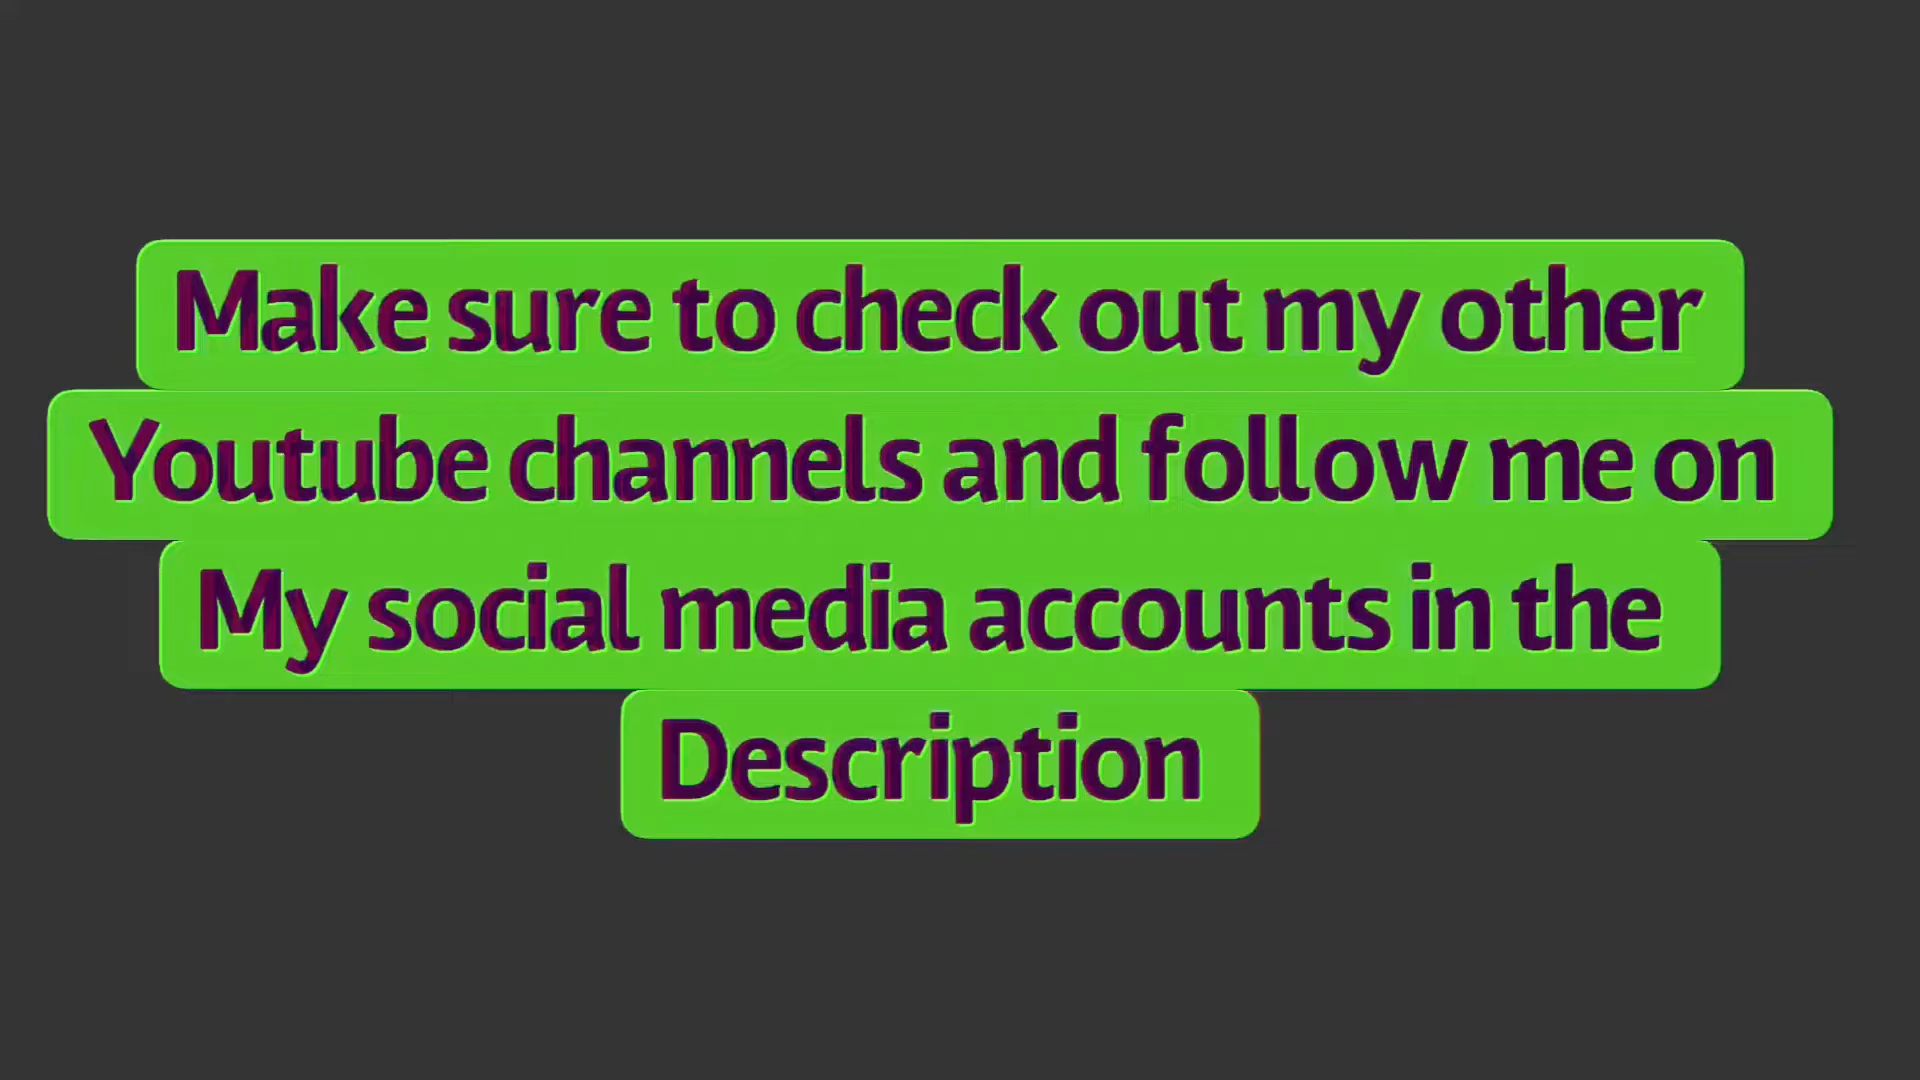 Make sure to check out my other
Youtube channels and follow me on
My social media accounts in the
Description